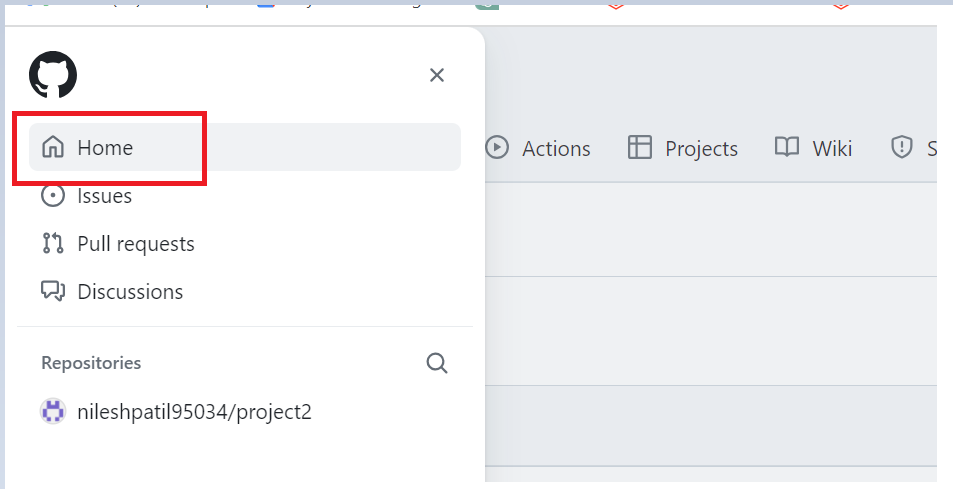 Home
Actions
Projects
Wiki
Issues
Pull requests
Discussions
Repositories
nileshpatil95034/project2